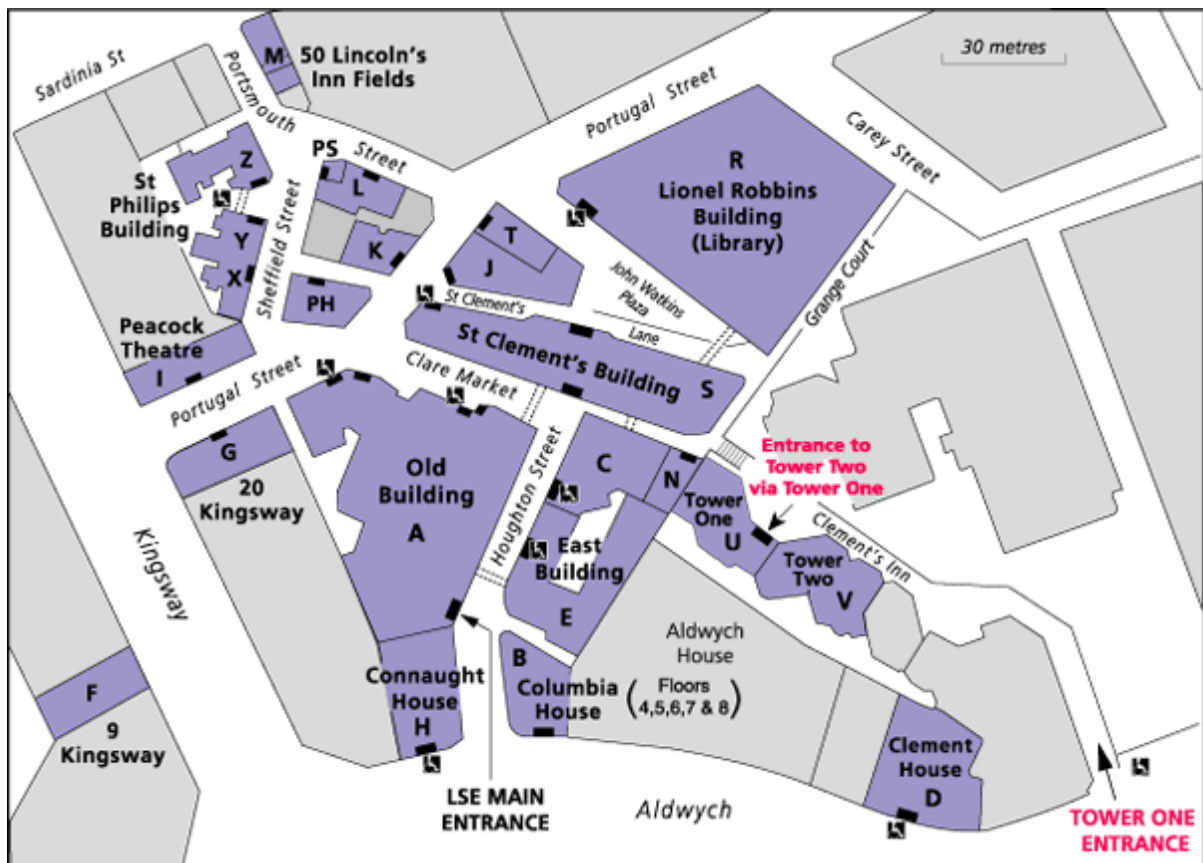 Sardinia St
Portsmouth
Street
M
50 Lincoln's
Inn Fields
30 metres
Portugal Street
Carey Street
PS
L
Z
St
Philips
Building
Y
X
Sheffield Street
K
PH
T
J
R
Lionel Robbins
Building
(Library)
John Watkins
Plaza
Grange Court
St Clement's
Lane
St Clement's Building
S
Peacock
Theatre
I
Portugal Street
Clare Market
G
20
Kingsway
Old
Building
A
Houghton Street
C
N
East
Building
E
Entrance to
Tower Two
via Tower One
Tower
One
U
Tower
Two
V
Clement's Inn
Kingsway
F
9
Kingsway
Connaught
House
H
B
Columbia
House
Aldwych
House
(Floors
4,5,6,7 & 8)
Clement
House
D
LSE MAIN
ENTRANCE
Aldwych
TOWER ONE
ENTRANCE